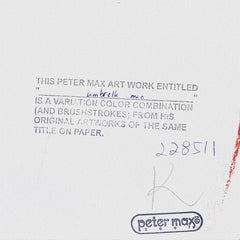 THIS PETER MAX ART WORK ENTITLED
" umbrella man "
IS A VARIATION COLOR COMBINATION
(AND BRUSHSTROKES; FROM HIS
ORIGINAL ARTWORKS OF THE SAME
TITLE ON PAPER.
228511
K
peter max®